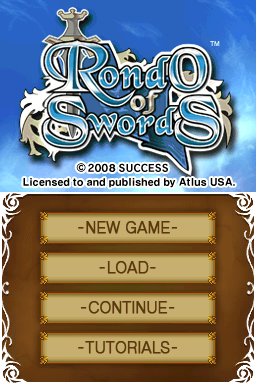 RONDO
™
of
SWORDS
© 2008 SUCCESS
Licensed to and published by Atlus USA.
-NEW GAME-
-LOAD-
-CONTINUE-
-TUTORIALS-